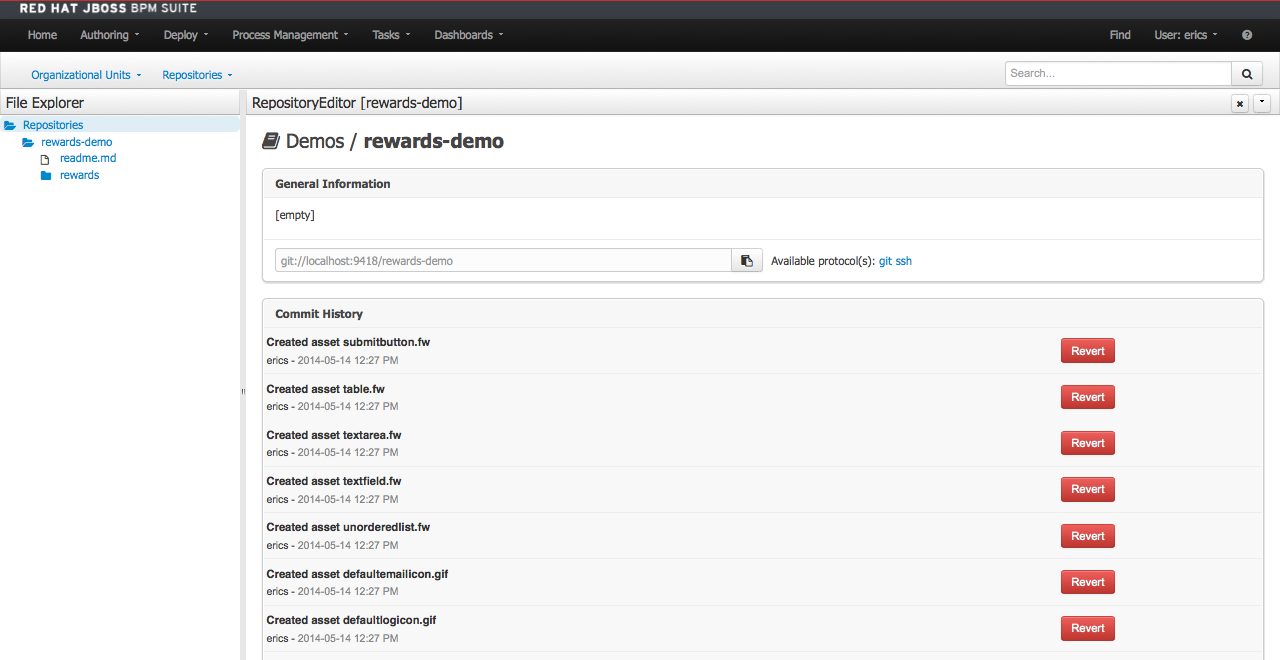 RED HAT JBOSS BPM SUITE
Home Authoring Deploy Process Management Tasks Dashboards Find User: erics
Organizational Units Repositories Search...
File Explorer
Repositories
rewards-demo
readme.md
rewards
RepositoryEditor [rewards-demo]
Demos / rewards-demo
General Information
[empty]
git://localhost:9418/rewards-demo Available protocol(s): git ssh
Commit History
Created asset submitbutton.fw
erics - 2014-05-14 12:27 PM
Revert
Created asset table.fw
erics - 2014-05-14 12:27 PM
Revert
Created asset textarea.fw
erics - 2014-05-14 12:27 PM
Revert
Created asset textfield.fw
erics - 2014-05-14 12:27 PM
Revert
Created asset unorderedlist.fw
erics - 2014-05-14 12:27 PM
Revert
Created asset defaultemailicon.gif
erics - 2014-05-14 12:27 PM
Revert
Created asset defaultlogicon.gif
erics - 2014-05-14 12:27 PM
Revert